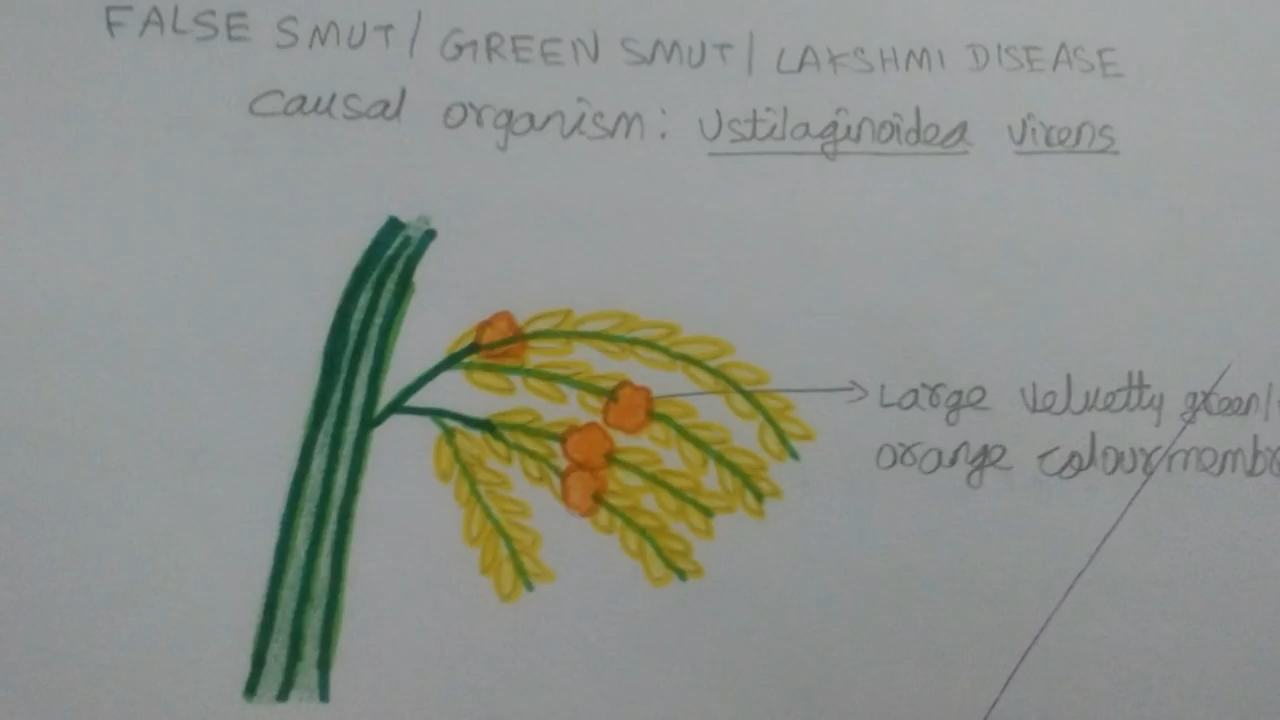 FALSE SMUT/ GREEN SMUT/ LAKSHMI DISEASE
Causal organism: Ustilaginoidea virens
Large velvetty green/
orange colour